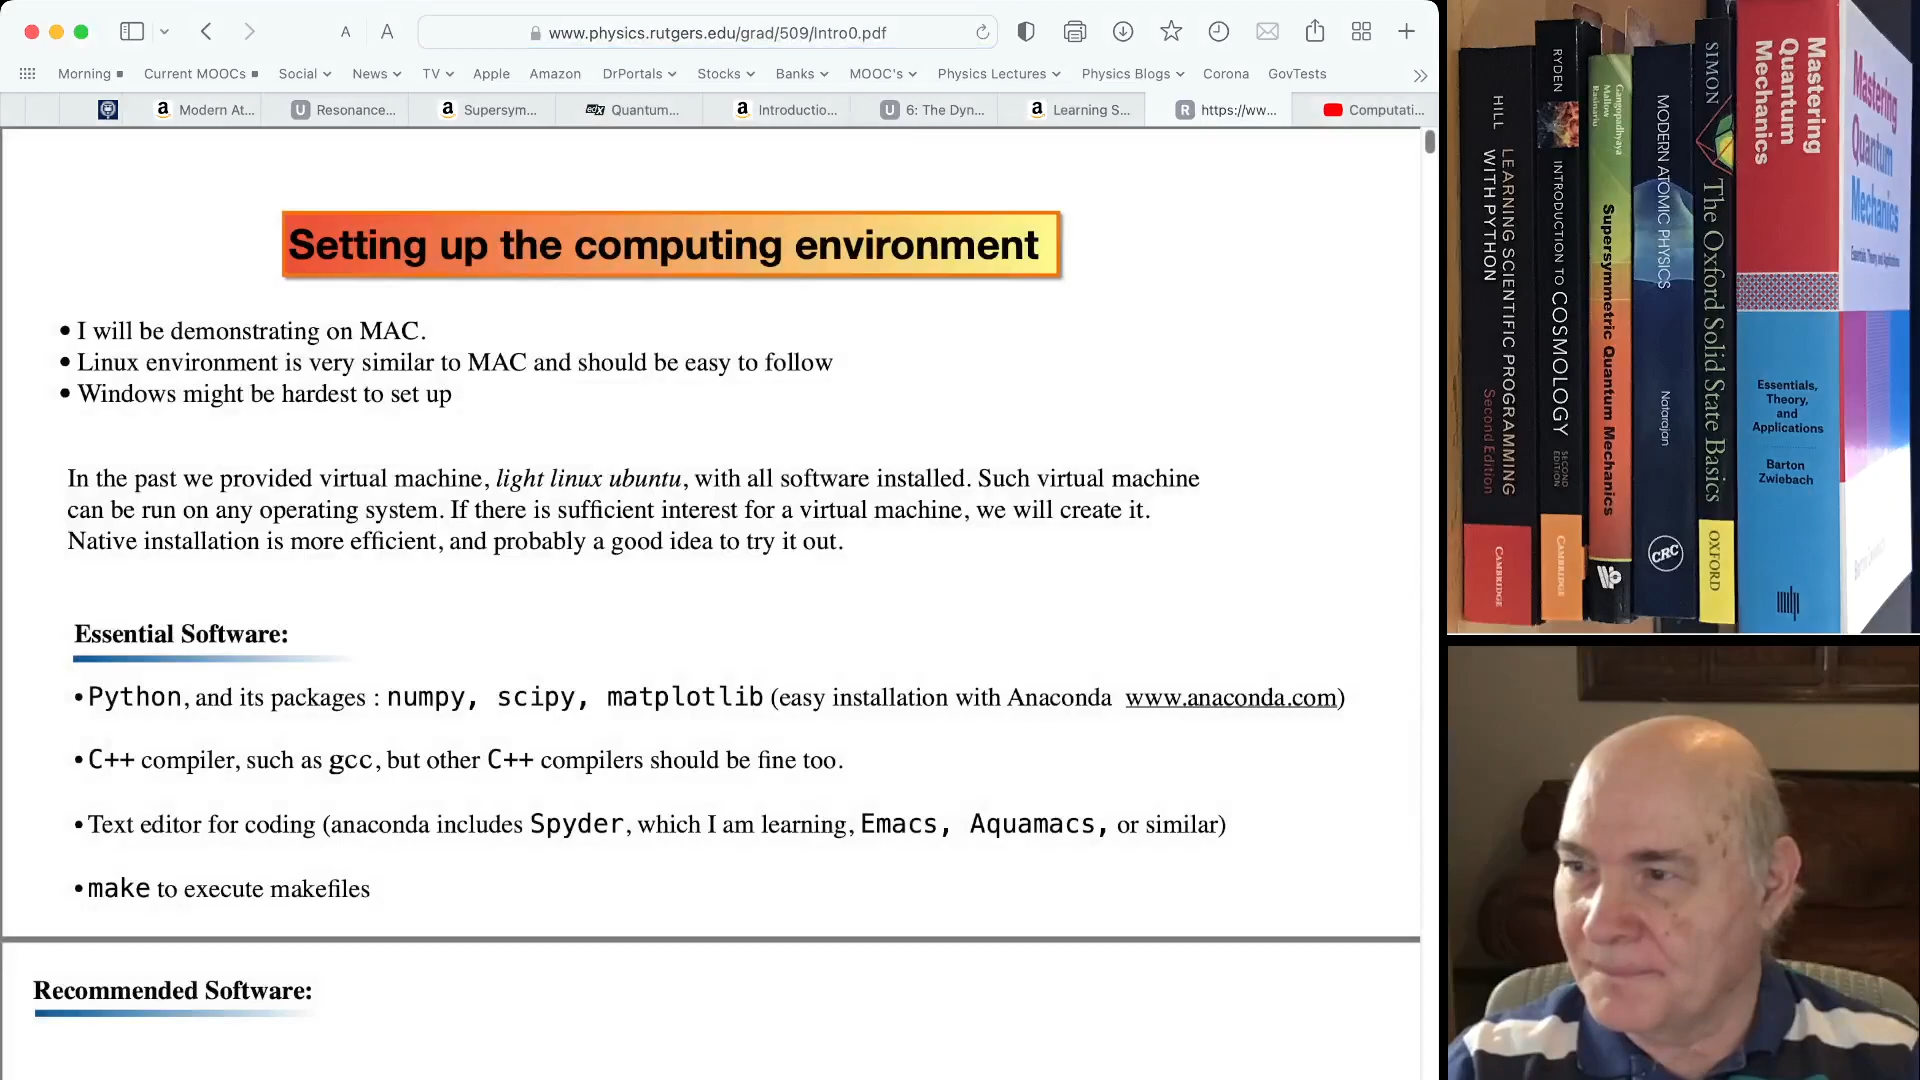 A A www.physics.rutgers.edu/grad/509/Intro0.pdf
Morning Current MOOCs Social News TV Apple Amazon DrPortals Stocks Banks MOOC's Physics Lectures Physics Blogs Corona GovTests
a Modern At... U Resonance... a Supersym... edX Quantum... a Introductio... U 6: The Dyn... a Learning S... R https://ww... Computati...
Setting up the computing environment
• I will be demonstrating on MAC.
• Linux environment is very similar to MAC and should be easy to follow
• Windows might be hardest to set up
In the past we provided virtual machine, light linux ubuntu, with all software installed. Such virtual machine
can be run on any operating system. If there is sufficient interest for a virtual machine, we will create it.
Native installation is more efficient, and probably a good idea to try it out.
Essential Software:
• Python, and its packages : numpy, scipy, matplotlib (easy installation with Anaconda www.anaconda.com)
• C++ compiler, such as gcc, but other C++ compilers should be fine too.
• Text editor for coding (anaconda includes Spyder, which I am learning, Emacs, Aquamacs, or similar)
• make to execute makefiles
Recommended Software:
HILL LEARNING SCIENTIFIC PROGRAMMING
WITH PYTHON Second Edition
CAMBRIDGE
RYDEN INTRODUCTION TO COSMOLOGY
SECOND EDITION
CAMBRIDGE
Gangopadhyaya
Mallow
Rasinariu
Supersymmetric Quantum Mechanics
MODERN ATOMIC PHYSICS
Natarajan
CRC
SIMON The Oxford Solid State Basics
OXFORD
Mastering
Quantum
Mechanics
Essentials,
Theory,
and
Applications
Barton
Zwiebach
Mastering
Quantum
Mechanics
Essentials, Theory, and Applications